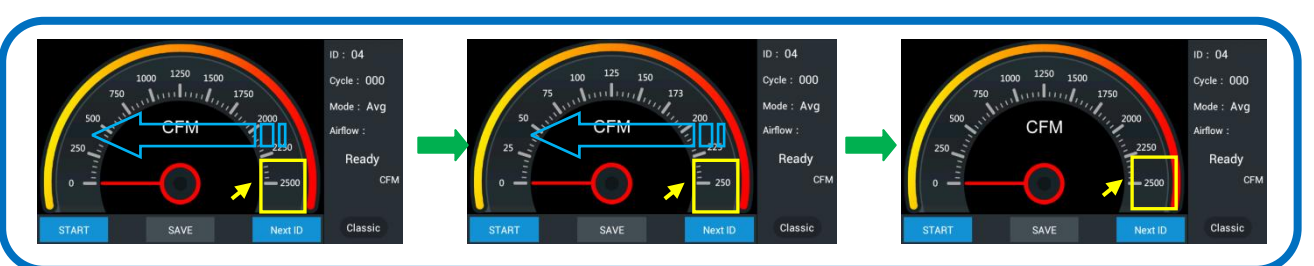 1250
1000 1500
750 1750
500 CFM 2000
250
0 2500
ID : 04
Cycle : 000
Mode : Avg
Airflow :
Ready
CFM
START SAVE Next ID Classic
125
100 150
75 173
50 CFM 200
25 225
0 250
ID : 04
Cycle : 000
Mode : Avg
Airflow :
Ready
CFM
START SAVE Next ID Classic
1250
1000 1500
750 1750
500 CFM 2000
250 2250
0 2500
ID : 04
Cycle : 000
Mode : Avg
Airflow :
Ready
CFM
START SAVE Next ID Classic